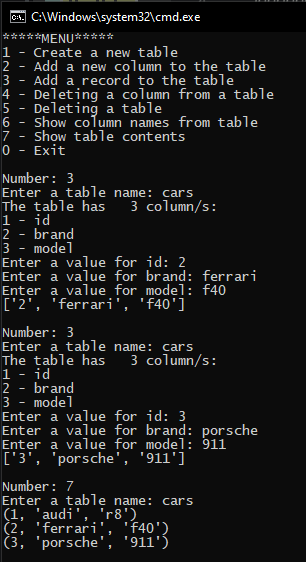 C:\Windows\system32\cmd.exe
*****MENU*****
1 - Create a new table
2 - Add a new column to the table
3 - Add a record to the table
4 - Deleting a column from a table
5 - Deleting a table
6 - Show column names from table
7 - Show table contents
0 - Exit
Number: 3
Enter a table name: cars
The table has   3 column/s:
1 - id
2 - brand
3 - model
Enter a value for id: 2
Enter a value for brand: ferrari
Enter a value for model: f40
['2', 'ferrari', 'f40']
Number: 3
Enter a table name: cars
The table has   3 column/s:
1 - id
2 - brand
3 - model
Enter a value for id: 3
Enter a value for brand: porsche
Enter a value for model: 911
['3', 'porsche', '911']
Number: 7
Enter a table name: cars
(1, 'audi', 'r8')
(2, 'ferrari', 'f40')
(3, 'porsche', '911')